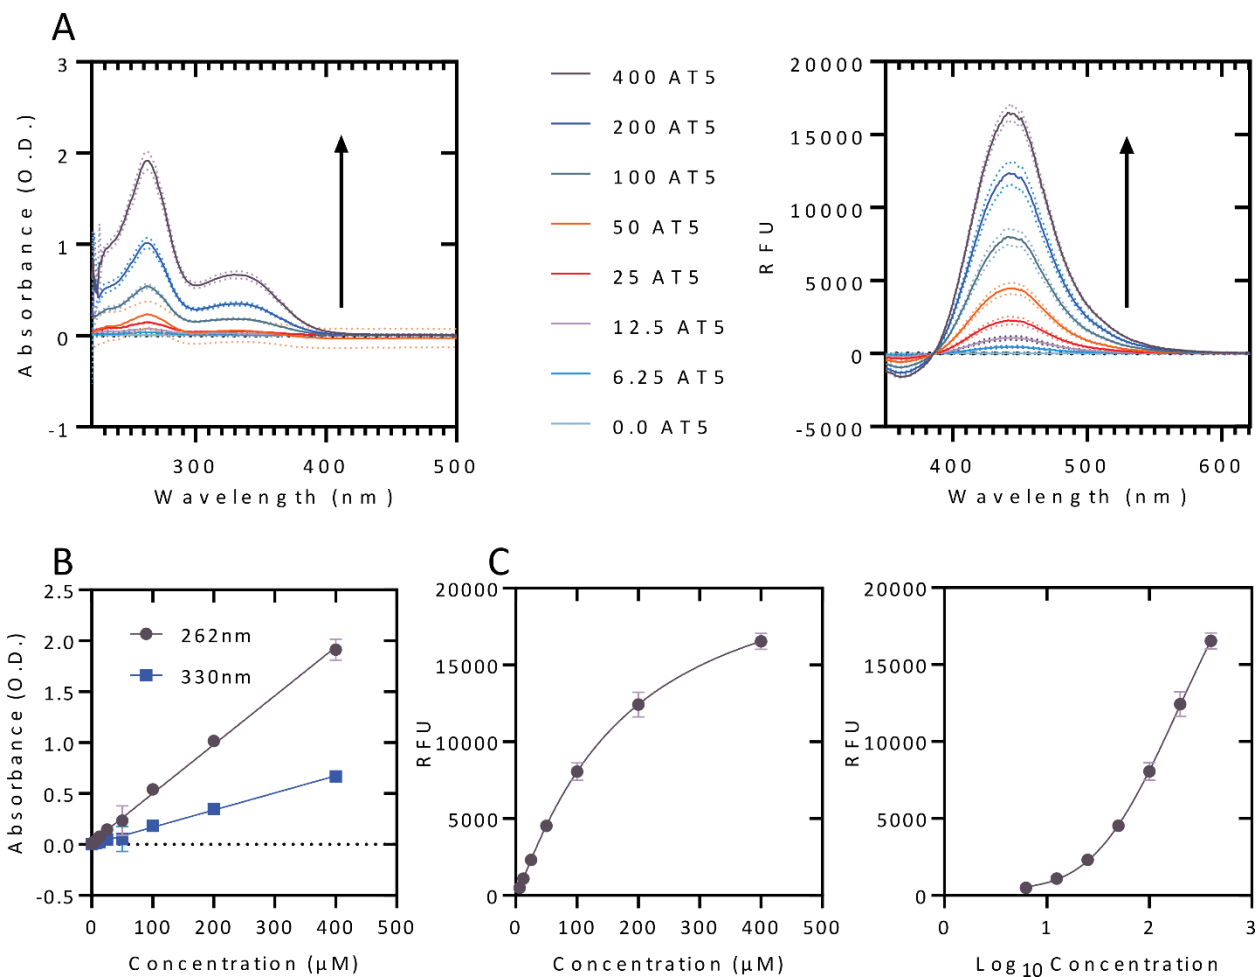 A
3
2
1
0
-1
300
400
500
Absorbance (O.D.)
Wavelength (nm)
400 AT5
200 AT5
100 AT5
50 AT5
25 AT5
12.5 AT5
6.25 AT5
0.0 AT5
20000
15000
10000
5000
0
-5000
400
500
600
RFU
Wavelength (nm)
B
2.5
2.0
1.5
1.0
0.5
0.0
-0.5
0
100
200
300
400
500
Absorbance (O.D.)
Concentration (µM)
262nm
330nm
C
20000
15000
10000
5000
0
0
100
200
300
400
500
RFU
Concentration (µM)
20000
15000
10000
5000
0
0
1
2
3
RFU
Log10 Concentration